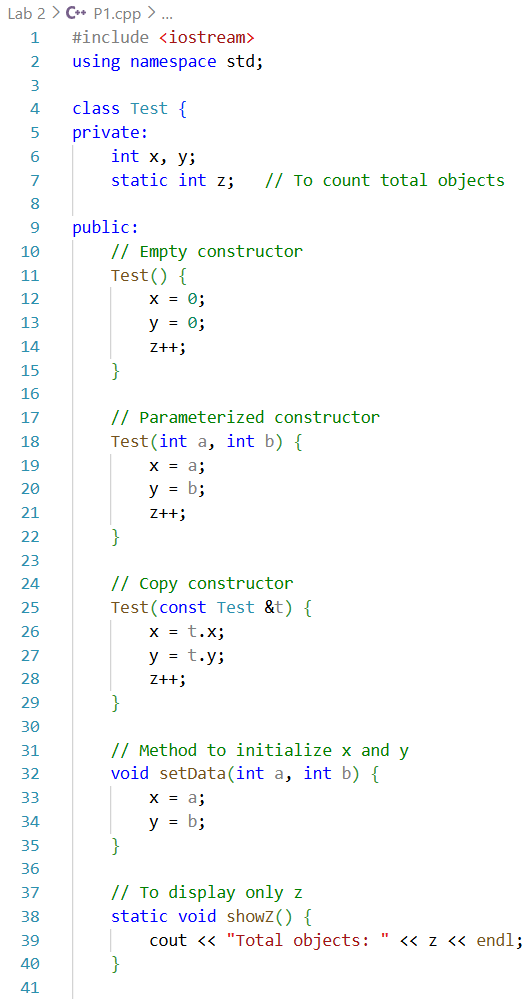 Lab 2 > C++ P1.cpp > ...
1 #include <iostream>
2 using namespace std;
3
4 class Test {
5 private:
6     int x, y;
7     static int z;   // To count total objects
8
9 public:
10     // Empty constructor
11     Test() {
12         x = 0;
13         y = 0;
14         z++;
15     }
16
17     // Parameterized constructor
18     Test(int a, int b) {
19         x = a;
20         y = b;
21         z++;
22     }
23
24     // Copy constructor
25     Test(const Test &t) {
26         x = t.x;
27         y = t.y;
28         z++;
29     }
30
31     // Method to initialize x and y
32     void setData(int a, int b) {
33         x = a;
34         y = b;
35     }
36
37     // To display only z
38     static void showZ() {
39         cout << "Total objects: " << z << endl;
40     }
41